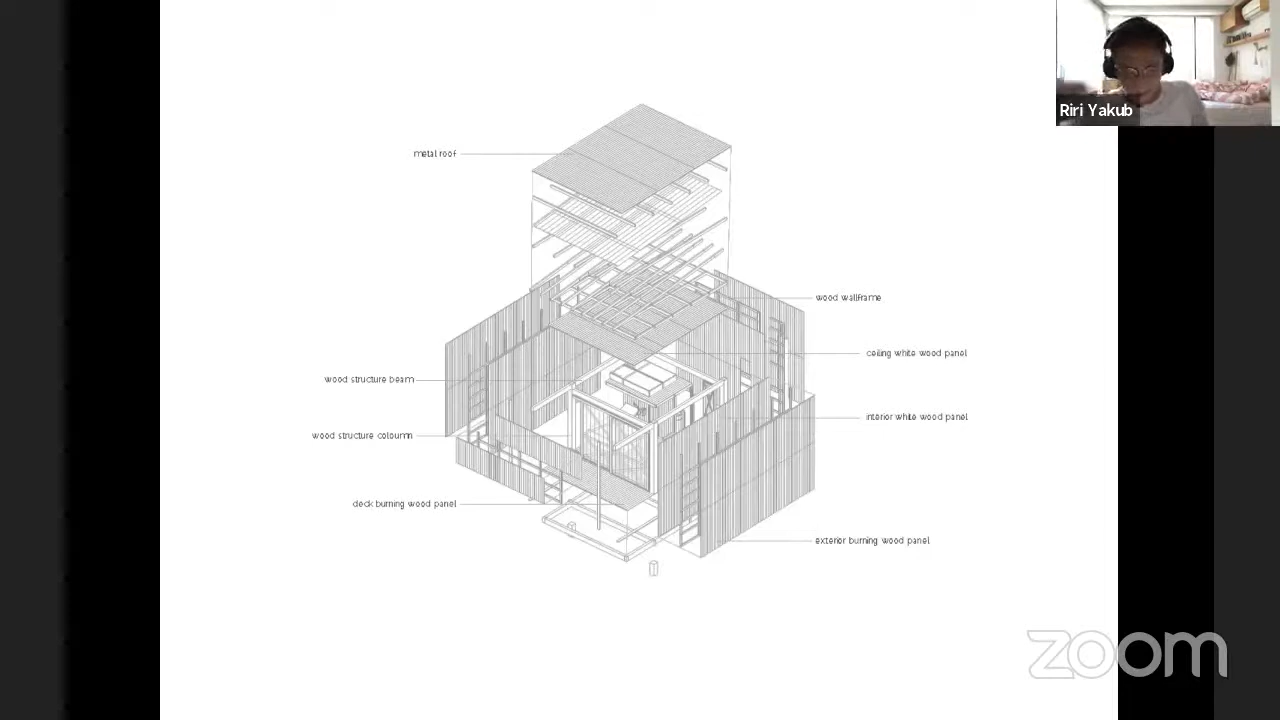 Riri Yakub
metal roof
wood wallframe
ceiling white wood panel
wood structure beam
interior white wood panel
wood structure coloumn
deck burning wood panel
exterior burning wood panel
zoom